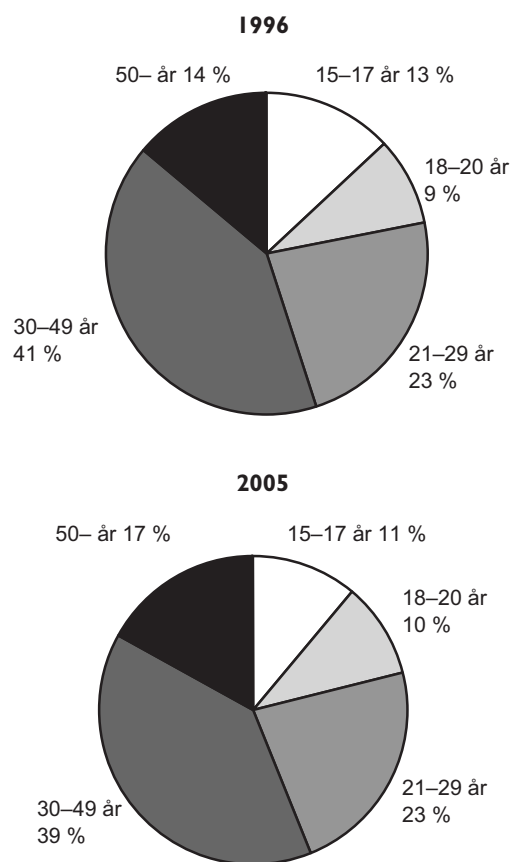 1996
50– år 14 %
15–17 år 13 %
18–20 år
9 %
30–49 år
41 %
21–29 år
23 %
2005
50– år 17 %
15–17 år 11 %
18–20 år
10 %
21–29 år
23 %
30–49 år
39 %